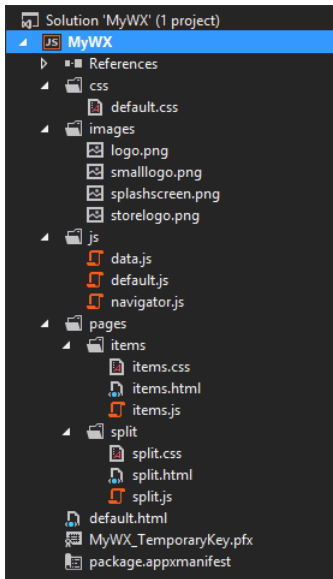 Solution 'MyWX' (1 project)
JS MyWX
References
css
default.css
images
logo.png
smalllogo.png
splashscreen.png
storelogo.png
js
data.js
default.js
navigator.js
pages
items
items.css
items.html
items.js
split
split.css
split.html
split.js
default.html
MyWX_TemporaryKey.pfx
package.appxmanifest